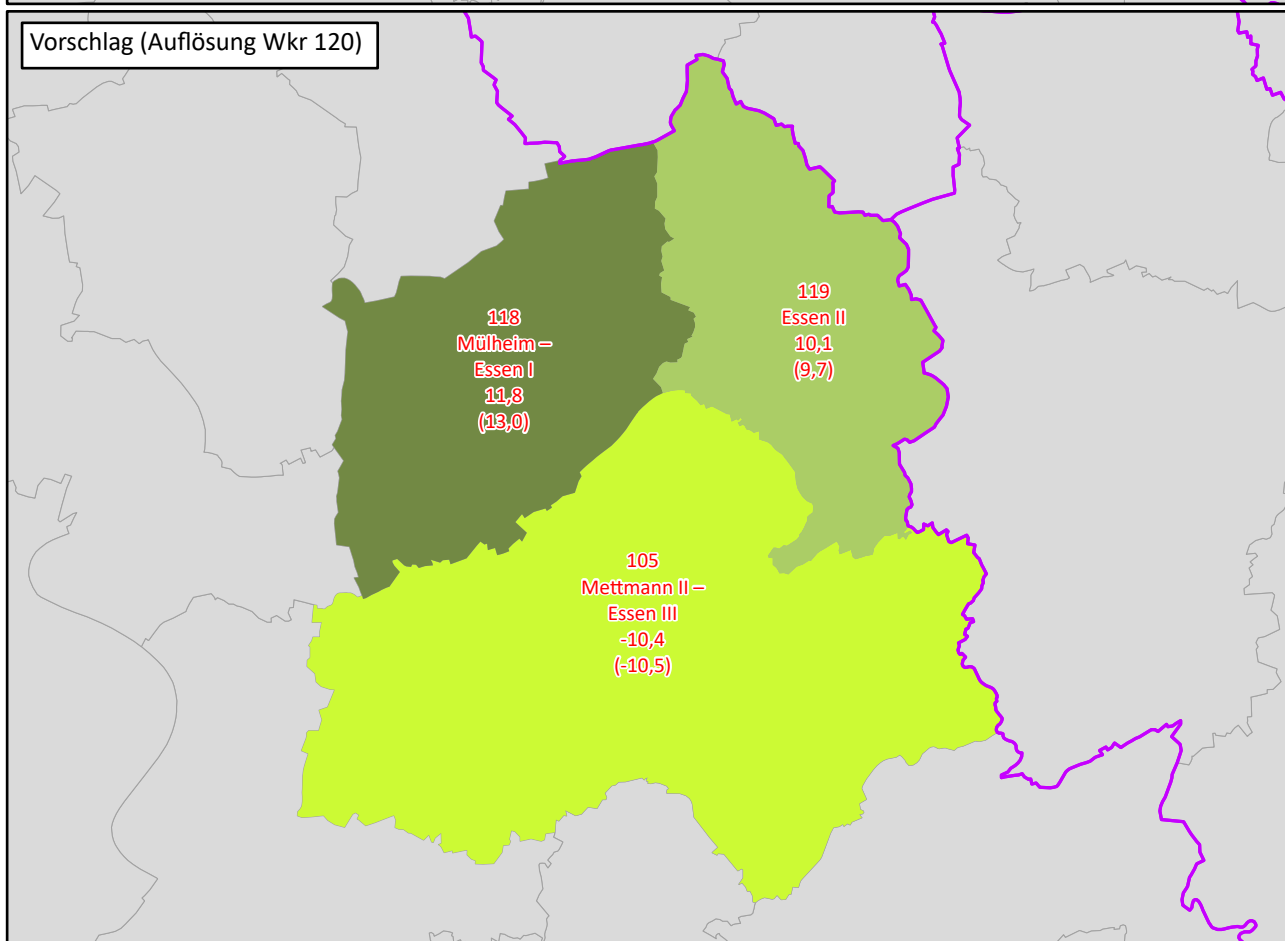 Vorschlag (Auflösung Wkr 120)
118
Mülheim –
Essen I
11,8
(13,0)
119
Essen II
10,1
(9,7)
105
Mettmann II –
Essen III
-10,4
(-10,5)